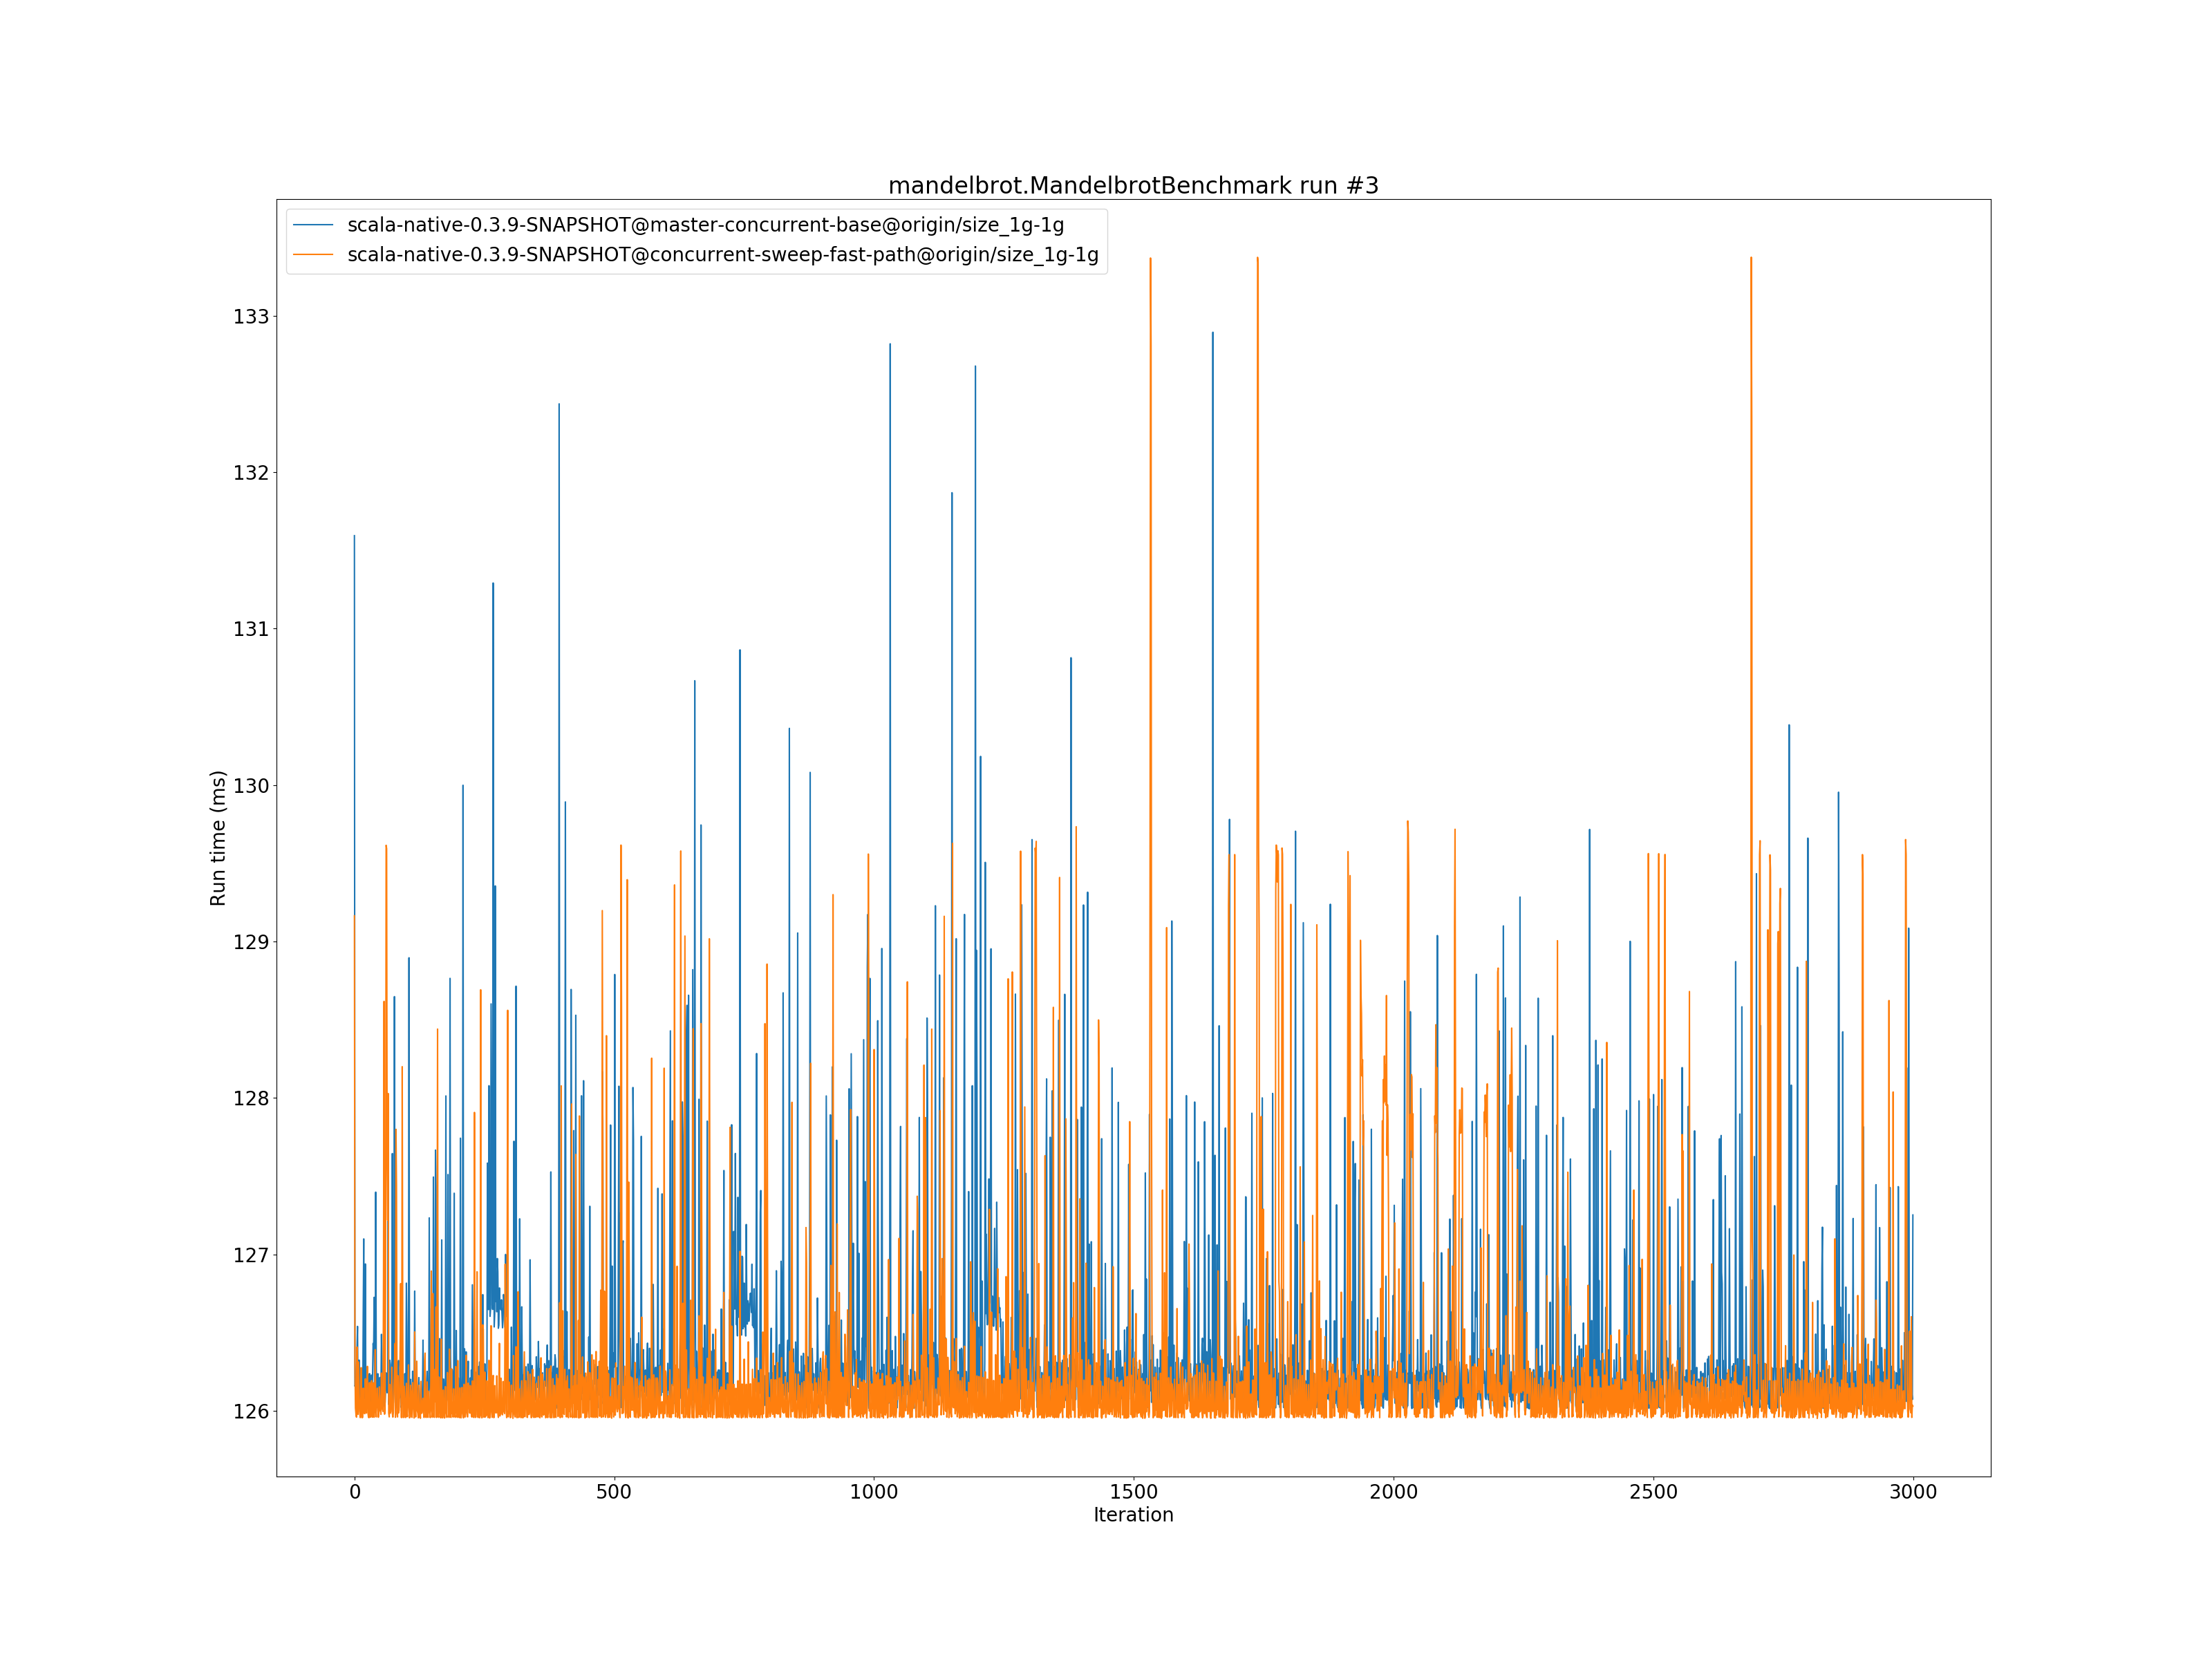 mandelbrot.MandelbrotBenchmark run #3
scala-native-0.3.9-SNAPSHOT@master-concurrent-base@origin/size_1g-1g
scala-native-0.3.9-SNAPSHOT@concurrent-sweep-fast-path@origin/size_1g-1g
133
132
131
130
129
128
127
126
Run time (ms)
0 500 1000 1500 2000 2500 3000
Iteration